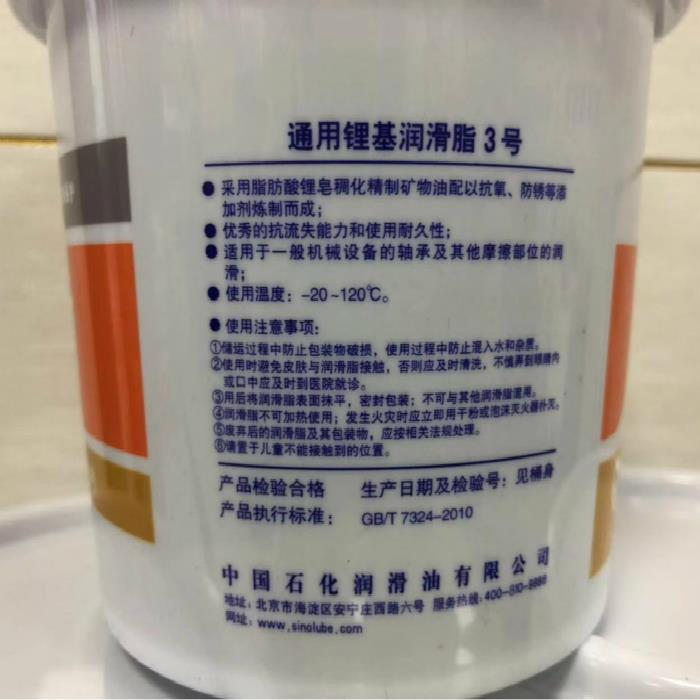 通用锂基润滑脂3号
●采用脂肪酸锂皂稠化精制矿物油配以抗氧、防锈等添
加剂炼制而成；
●优秀的抗流失能力和使用耐久性；
●适用于一般机械设备的轴承及其他摩擦部位的润
滑；
●使用温度：-20~120℃。
●使用注意事项：
①储运过程中防止包装物破损，使用过程中防止混入水和杂质。
②使用时避免皮肤与润滑脂接触，否则应及时清洗，不慎弄到眼睛内
或口中应及时到医院就诊。
③用后将润滑脂表面抹平，密封包装；不可与其他润滑脂混用。
④润滑脂不可加热使用；发生火灾时应立即用干粉或泡沫灭火器扑灭。
⑤废弃后的润滑脂及其包装物，应按相关法规处理。
⑥请置于儿童不能接触到的位置。
产品检验合格 生产日期及检验号：见桶身
产品执行标准： GB/T 7324-2010
中国石化润滑油有限公司
地址：北京市海淀区安宁庄西路六号 服务热线：400-810-9886
网址：www.sinolube.com